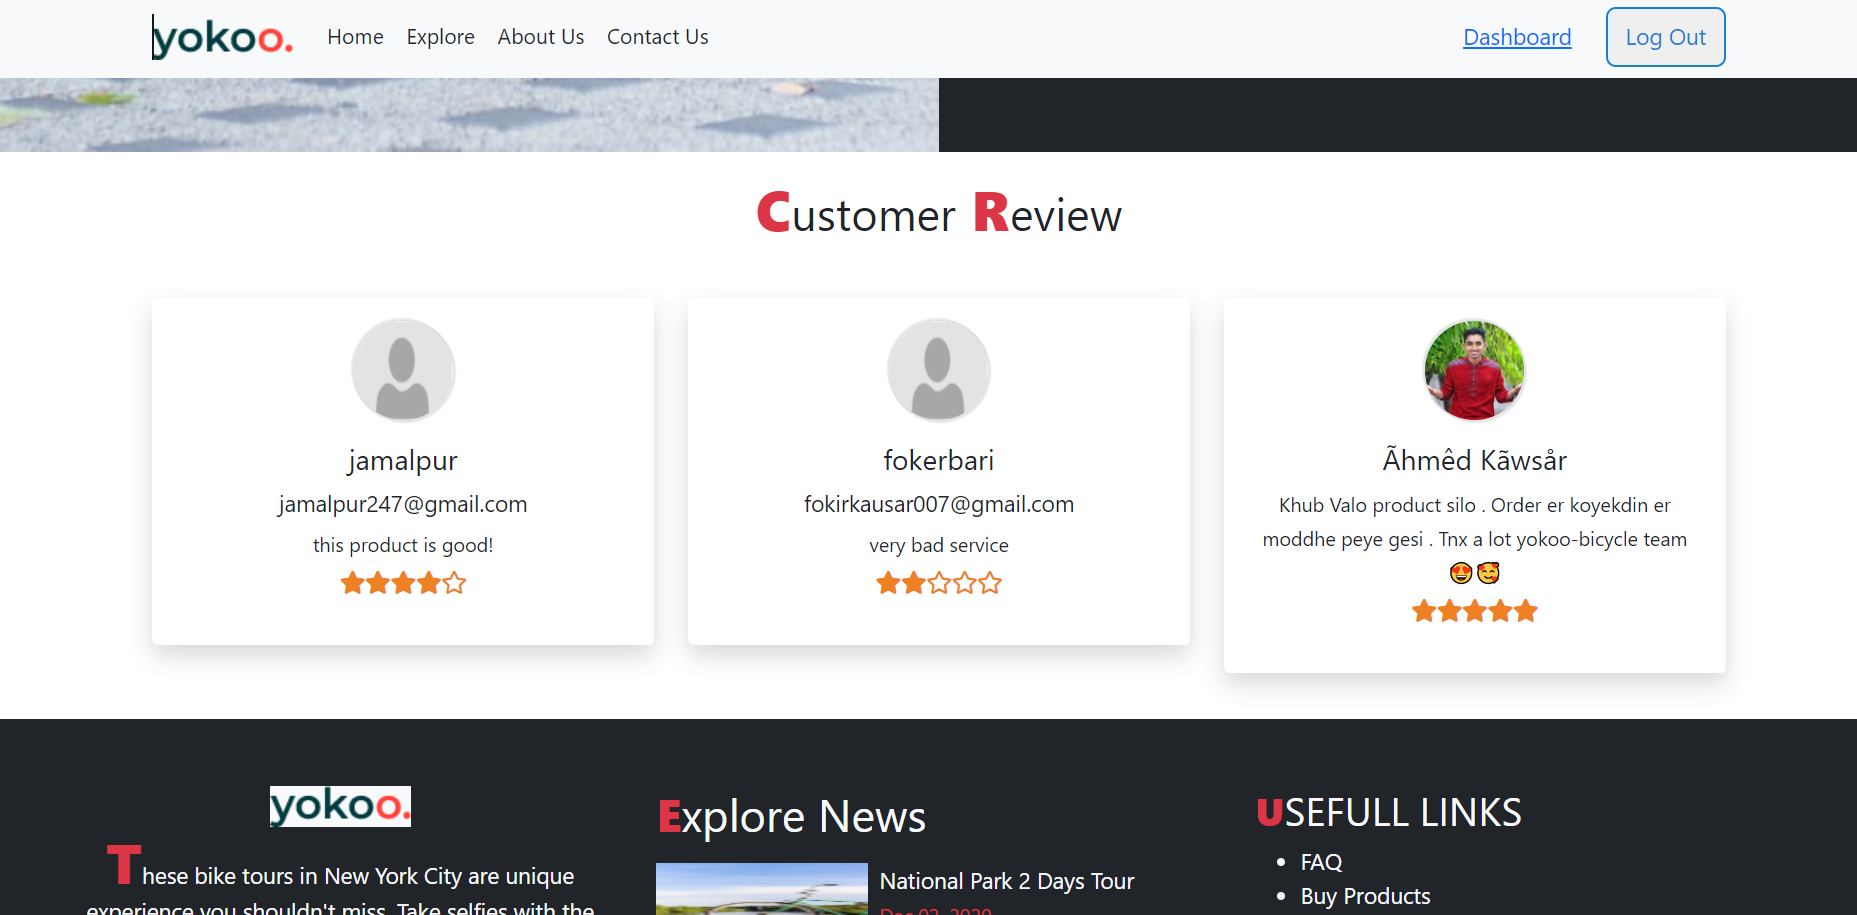 yokoo.
Home Explore About Us Contact Us
Dashboard
Log Out
Customer Review
jamalpur
jamalpur247@gmail.com
this product is good!
fokerbari
fokirkausar007@gmail.com
very bad service
Ãhmêd Kãwsår
Khub Valo product silo . Order er koyekdin er
moddhe peye gesi . Tnx a lot yokoo-bicycle team
😍🥰
yokoo.
These bike tours in New York City are unique
experience you shouldn't miss. Take selfies with the
Explore News
National Park 2 Days Tour
Dec 02, 2020
USEFULL LINKS
FAQ
Buy Products